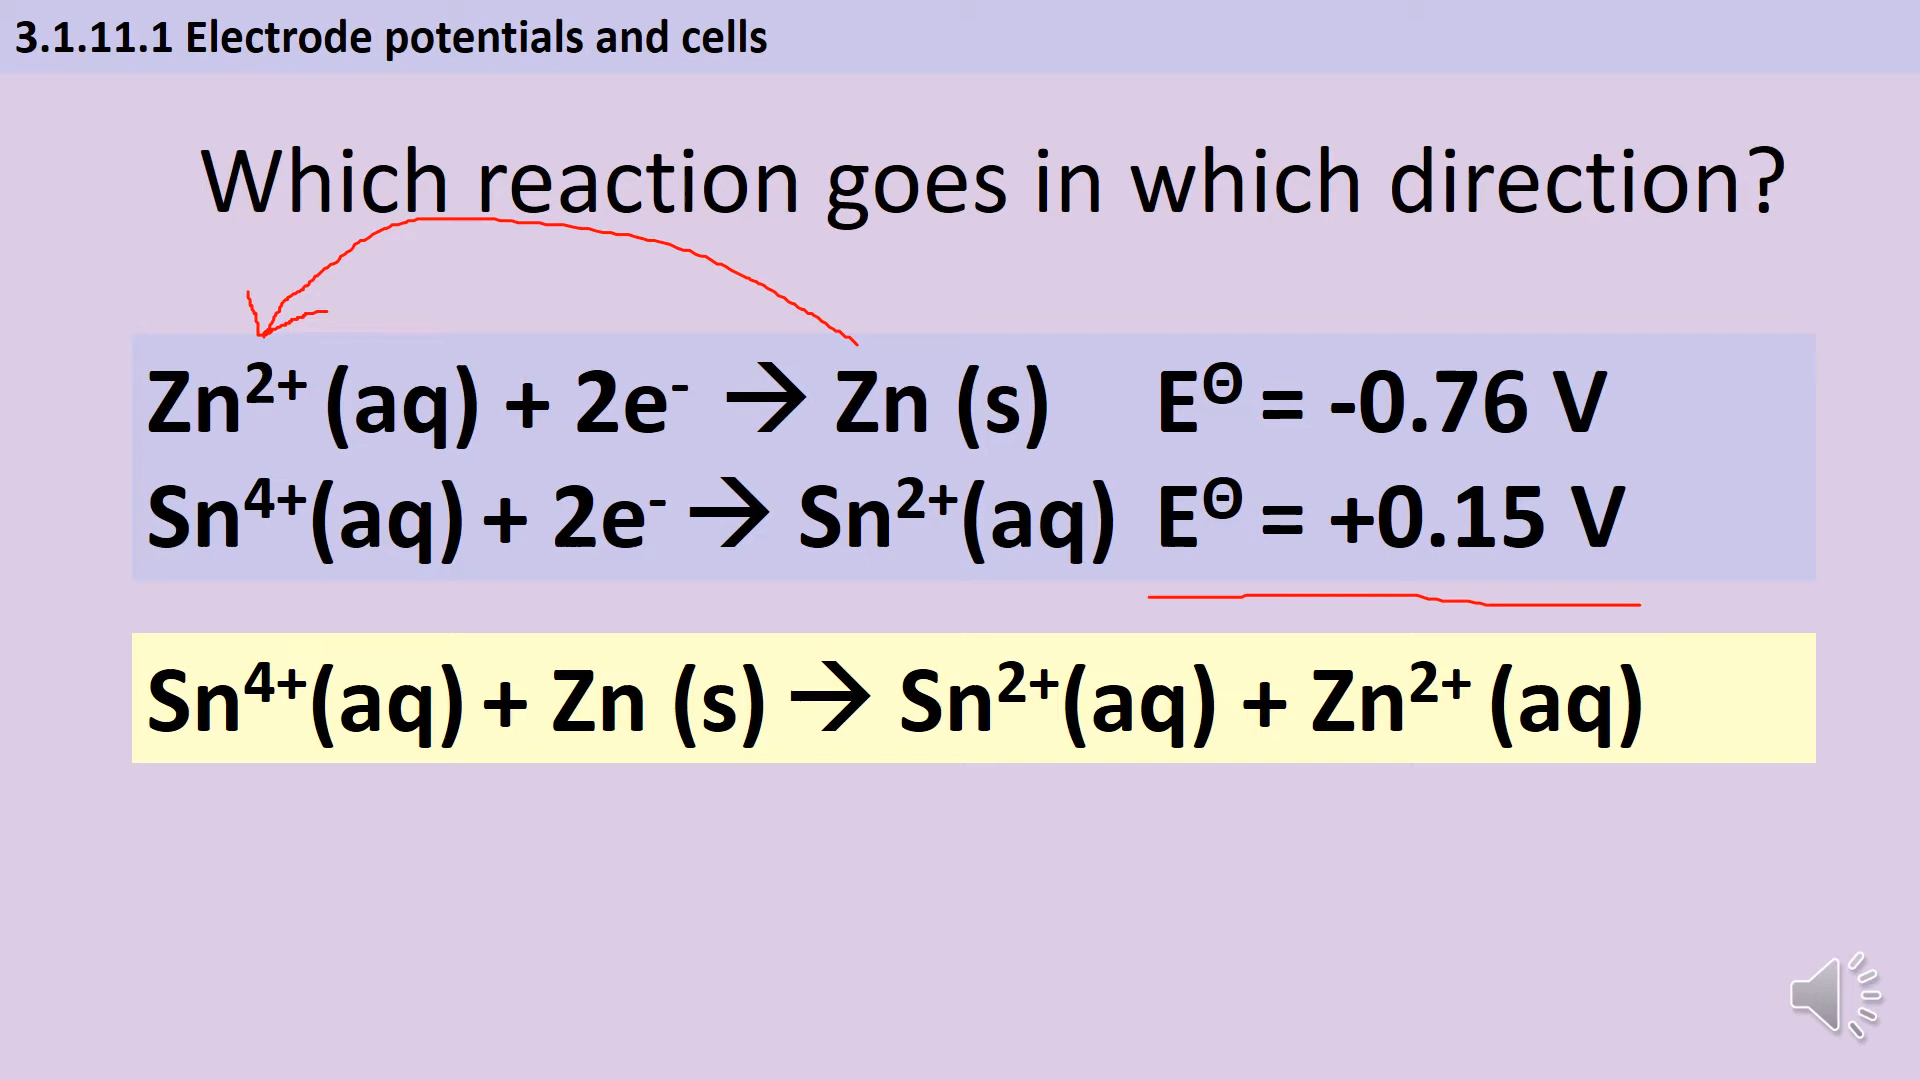 3.1.11.1 Electrode potentials and cells
Which reaction goes in which direction?
Zn²⁺ (aq) + 2e⁻ → Zn (s) E^Θ = -0.76 V
Sn⁴⁺(aq) + 2e⁻ → Sn²⁺(aq) E^Θ = +0.15 V
Sn⁴⁺(aq) + Zn (s) → Sn²⁺(aq) + Zn²⁺ (aq)